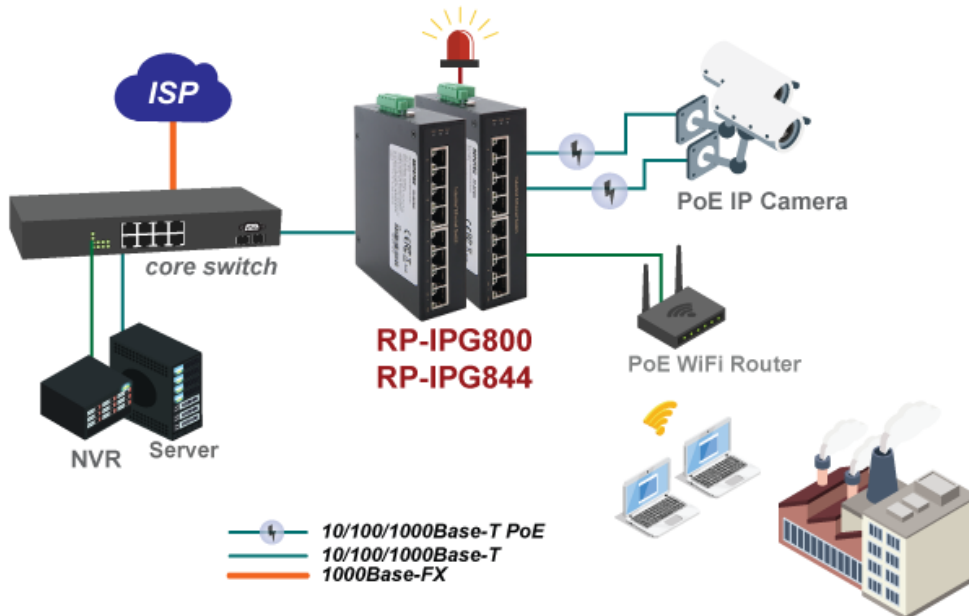 ISP
core switch
NVR
Server
RP-IPG800
RP-IPG844
PoE IP Camera
PoE WiFi Router
10/100/1000Base-T PoE
10/100/1000Base-T
1000Base-FX